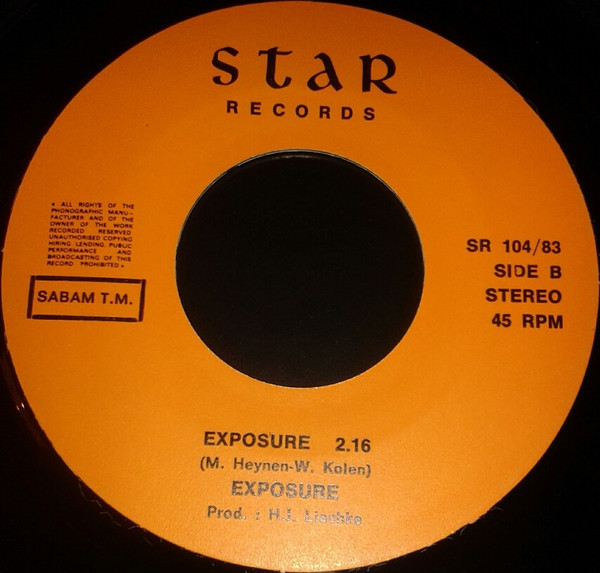 STAR
RECORDS
• ALL RIGHTS OF THE
PHONOGRAPHIC MANU-
FACTURER AND OF THE
OWNER OF THE WORK
RECORDED RESERVED
UNAUTHORISED COPYING
HIRING LENDING PUBLIC
PERFORMANCE AND
BROADCASTING OF THIS
RECORD PROHIBITED •
SABAM T.M.
SR 104/83
SIDE B
STEREO
45 RPM
EXPOSURE 2.16
(M. Heynen-W. Kolen)
EXPOSURE
Prod. : H.J. Lischke